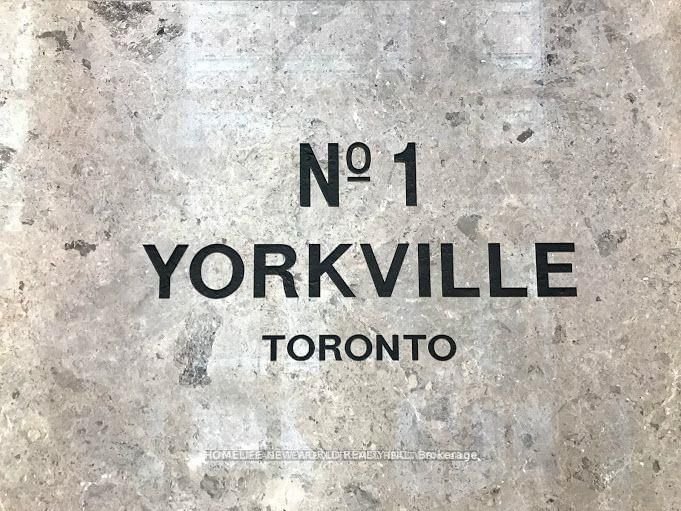 Nº 1
YORKVILLE
TORONTO
HOMELIFE NEW WORLD REALTY INC., Brokerage